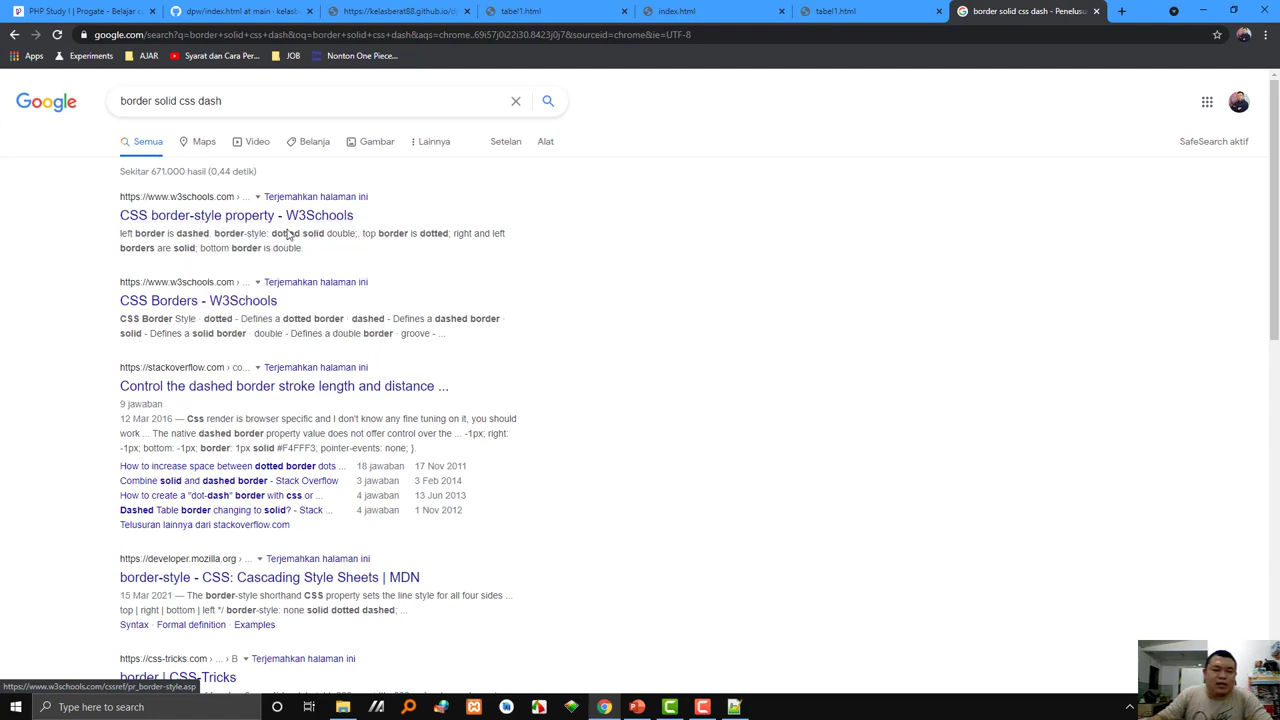 PHP Study I | Progate - Belajar c
dpw/index.html at main · kelasb
https://kelasberat88.github.io/dp
tabel1.html
index.html
tabel1.html
border solid css dash - Penelusu
google.com/search?q=border+solid+css+dash&oq=border+solid+css+dash&aqs=chrome..69i57j0i22i30.8423j0j7&sourceid=chrome&ie=UTF-8
Apps
Experiments
AJAR
Syarat dan Cara Per...
JOB
Nonton One Piece...
Google
border solid css dash
Semua
Maps
Video
Belanja
Gambar
Lainnya
Setelan
Alat
SafeSearch aktif
Sekitar 671.000 hasil (0,44 detik)
https://www.w3schools.com › ... Terjemahkan halaman ini
CSS border-style property - W3Schools
left border is dashed. border-style: dotted solid double;. top border is dotted; right and left
borders are solid; bottom border is double.
https://www.w3schools.com › ... Terjemahkan halaman ini
CSS Borders - W3Schools
CSS Border Style · dotted - Defines a dotted border · dashed - Defines a dashed border ·
solid - Defines a solid border · double - Defines a double border · groove - ...
https://stackoverflow.com › co... Terjemahkan halaman ini
Control the dashed border stroke length and distance ...
9 jawaban
12 Mar 2016 — Css render is browser specific and I don't know any fine tuning on it, you should
work ... The native dashed border property value does not offer control over the ... -1px; right:
-1px; bottom: -1px; border: 1px solid #F4FFF3; pointer-events: none; }.
How to increase space between dotted border dots ... 18 jawaban 17 Nov 2011
Combine solid and dashed border - Stack Overflow 3 jawaban 3 Feb 2014
How to create a "dot-dash" border with css or ... 4 jawaban 13 Jun 2013
Dashed Table border changing to solid? - Stack ... 4 jawaban 1 Nov 2012
Telusuran lainnya dari stackoverflow.com
https://developer.mozilla.org › ... Terjemahkan halaman ini
border-style - CSS: Cascading Style Sheets | MDN
15 Mar 2021 — The border-style shorthand CSS property sets the line style for all four sides ...
top | right | bottom | left */ border-style: none solid dotted dashed; ...
Syntax · Formal definition · Examples
https://css-tricks.com › ... › B Terjemahkan halaman ini
border | CSS-Tricks
https://www.w3schools.com/cssref/pr_border-style.asp
Type here to search